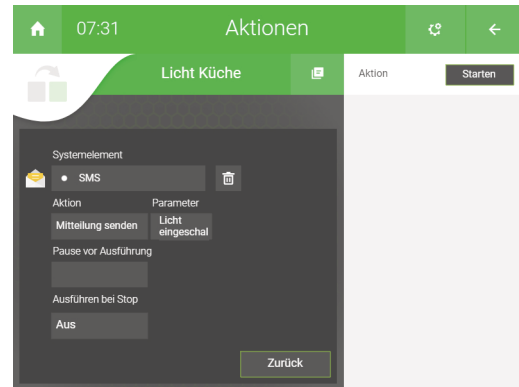 07:31
Aktionen
Licht Küche
Aktion
Starten
Systemelement
SMS
Aktion
Parameter
Mitteilung senden
Licht
eingeschal
Pause vor Ausführung
Ausführen bei Stop
Aus
Zurück